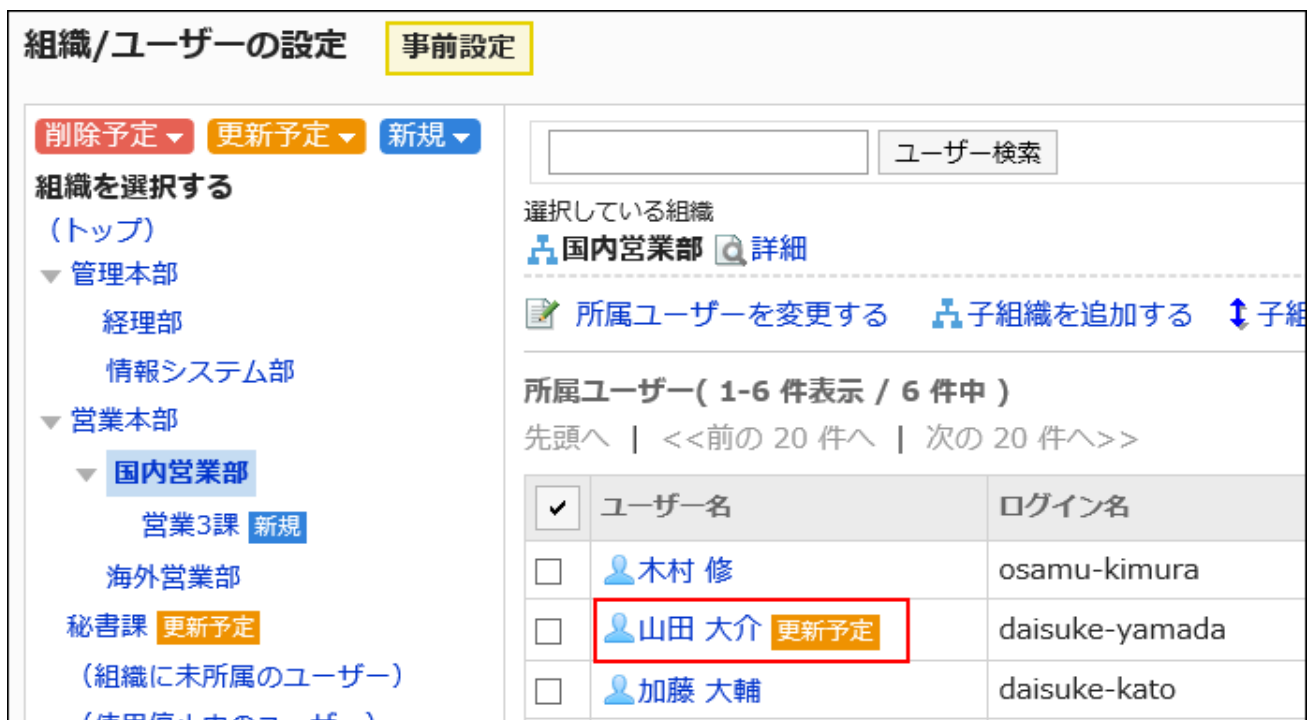 組織/ユーザーの設定 事前設定
削除予定 更新予定 新規
組織を選択する
（トップ）
管理本部
経理部
情報システム部
営業本部
国内営業部
営業3課 新規
海外営業部
秘書課 更新予定
（組織に未所属のユーザー）
ユーザー検索
選択している組織
国内営業部 詳細
所属ユーザーを変更する 子組織を追加する 子組
所属ユーザー( 1-6 件表示 / 6 件中 )
先頭へ | <<前の 20 件へ | 次の 20 件へ>>
ユーザー名 ログイン名
木村 修 osamu-kimura
山田 大介 更新予定 daisuke-yamada
加藤 大輔 daisuke-kato